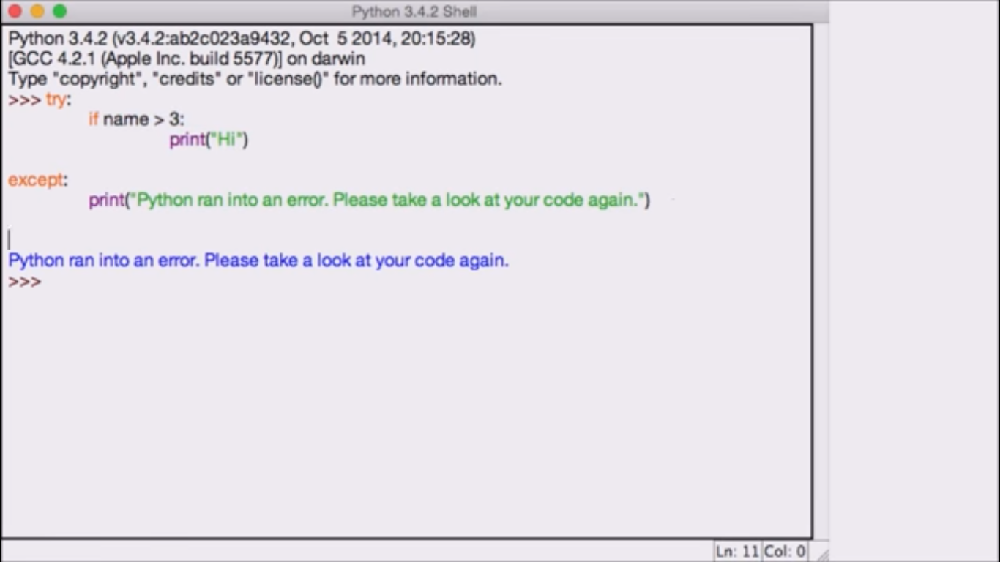 Python 3.4.2 Shell
Python 3.4.2 (v3.4.2:ab2c023a9432, Oct  5 2014, 20:15:28)
[GCC 4.2.1 (Apple Inc. build 5577)] on darwin
Type "copyright", "credits" or "license()" for more information.
>>> try:
if name > 3:
print("Hi")
except:
print("Python ran into an error. Please take a look at your code again.")
Python ran into an error. Please take a look at your code again.
>>>
Ln: 11 Col: 0